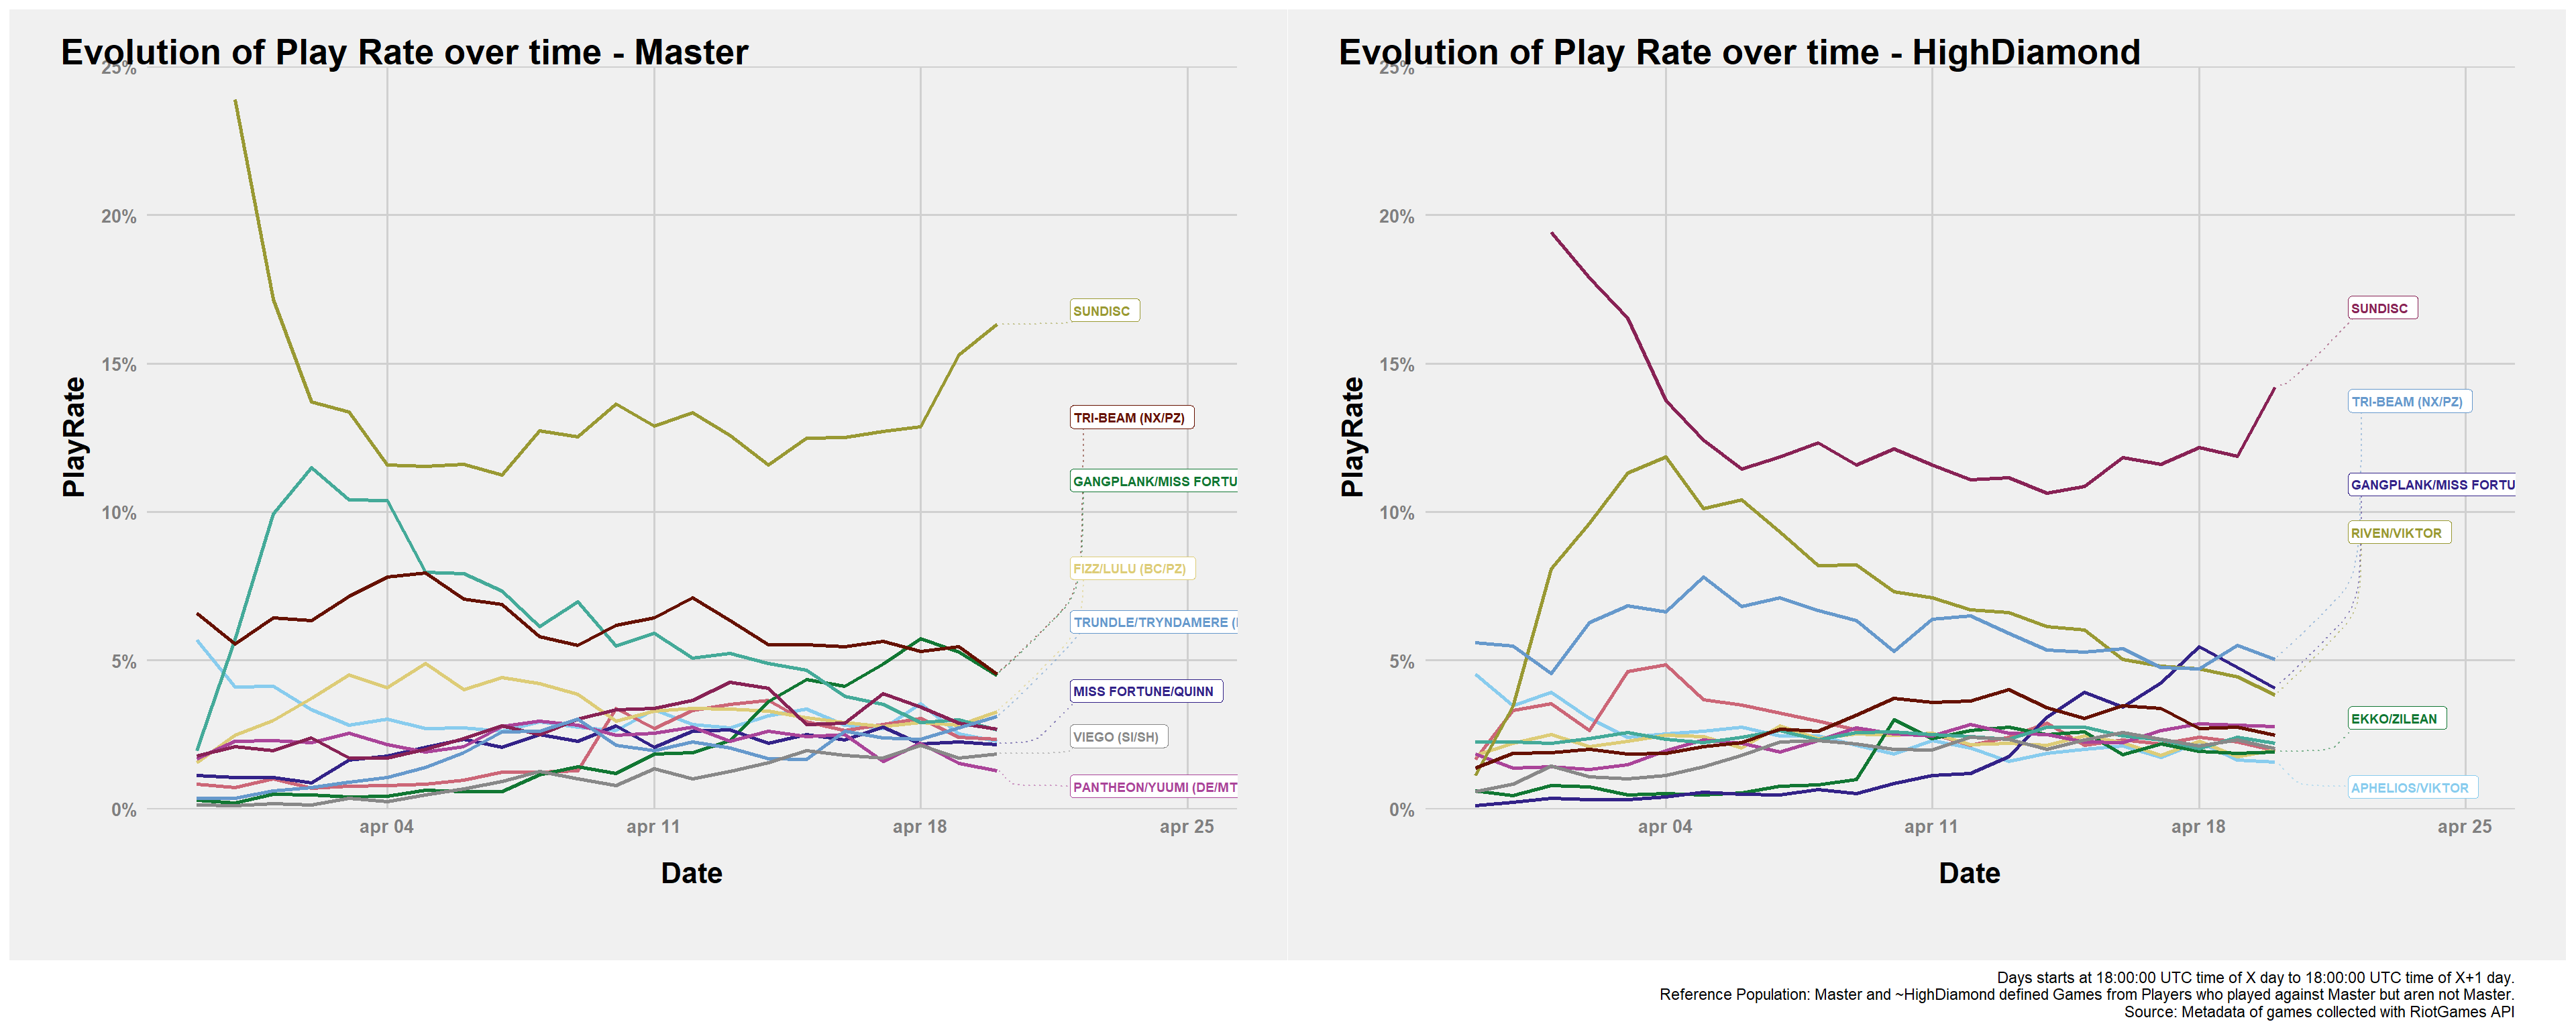 Evolution of Play Rate over time - Master
25%
20%
15%
10%
5%
0%
PlayRate
SUNDISC
TRI-BEAM (NX/PZ)
GANGPLANK/MISS FORTU
FIZZ/LULU (BC/PZ)
TRUNDLE/TRYNDAMERE (
MISS FORTUNE/QUINN
VIEGO (SI/SH)
PANTHEON/YUUMI (DE/MT
apr 04
apr 11
apr 18
apr 25
Date
Evolution of Play Rate over time - HighDiamond
25%
20%
15%
10%
5%
0%
PlayRate
SUNDISC
TRI-BEAM (NX/PZ)
GANGPLANK/MISS FORTU
RIVEN/VIKTOR
EKKO/ZILEAN
APHELIOS/VIKTOR
apr 04
apr 11
apr 18
apr 25
Date
Days starts at 18:00:00 UTC time of X day to 18:00:00 UTC time of X+1 day.
Reference Population: Master and ~HighDiamond defined Games from Players who played against Master but aren not Master.
Source: Metadata of games collected with RiotGames API